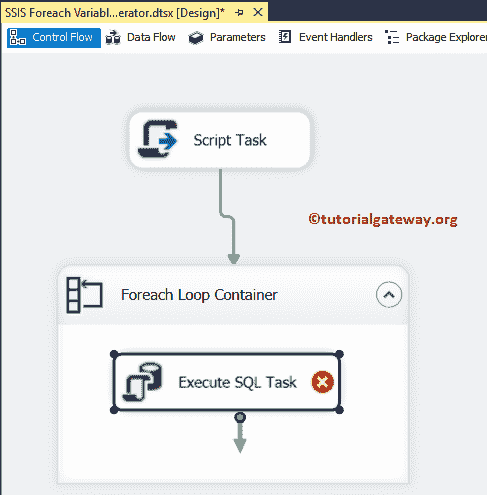 SSIS Foreach Variabl...erator.dtsx [Design]*
Control Flow Data Flow Parameters Event Handlers Package Explorer
Script Task
©tutorialgateway.org
Foreach Loop Container
Execute SQL Task